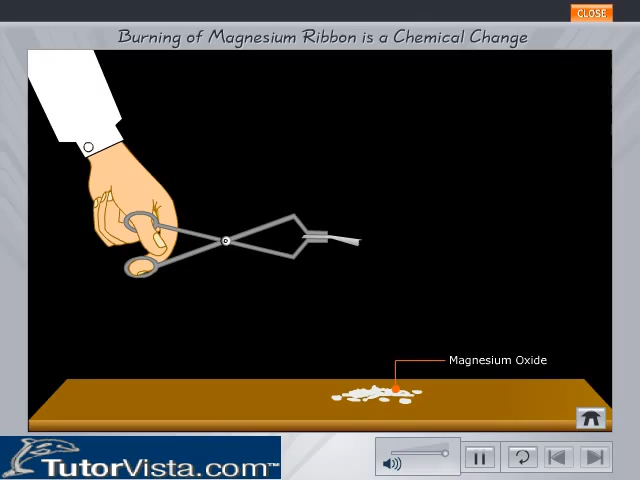 CLOSE
Burning of Magnesium Ribbon is a Chemical Change
Magnesium Oxide
TutorVista.com™